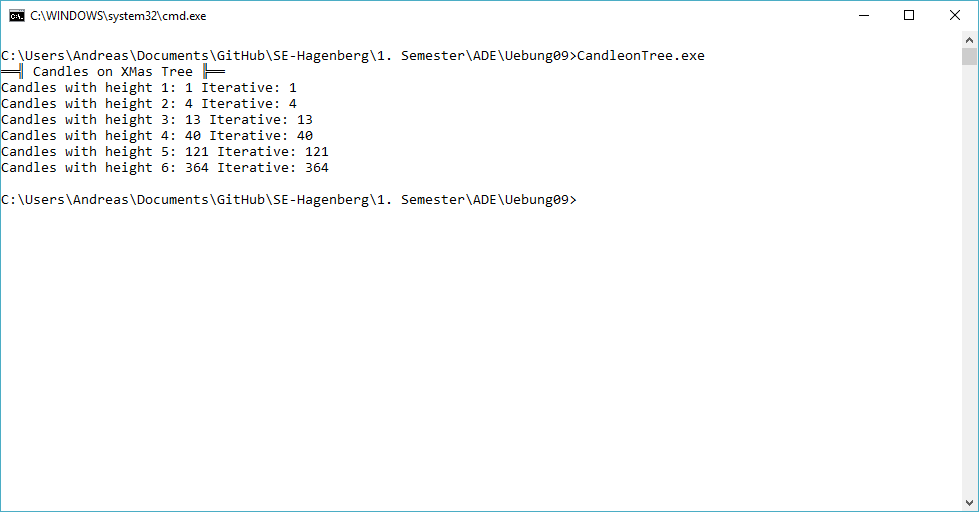 C:\WINDOWS\system32\cmd.exe
C:\Users\Andreas\Documents\GitHub\SE-Hagenberg\1. Semester\ADE\Uebung09>CandleonTree.exe
══╣ Candles on XMas Tree ╠══
Candles with height 1: 1 Iterative: 1
Candles with height 2: 4 Iterative: 4
Candles with height 3: 13 Iterative: 13
Candles with height 4: 40 Iterative: 40
Candles with height 5: 121 Iterative: 121
Candles with height 6: 364 Iterative: 364
C:\Users\Andreas\Documents\GitHub\SE-Hagenberg\1. Semester\ADE\Uebung09>